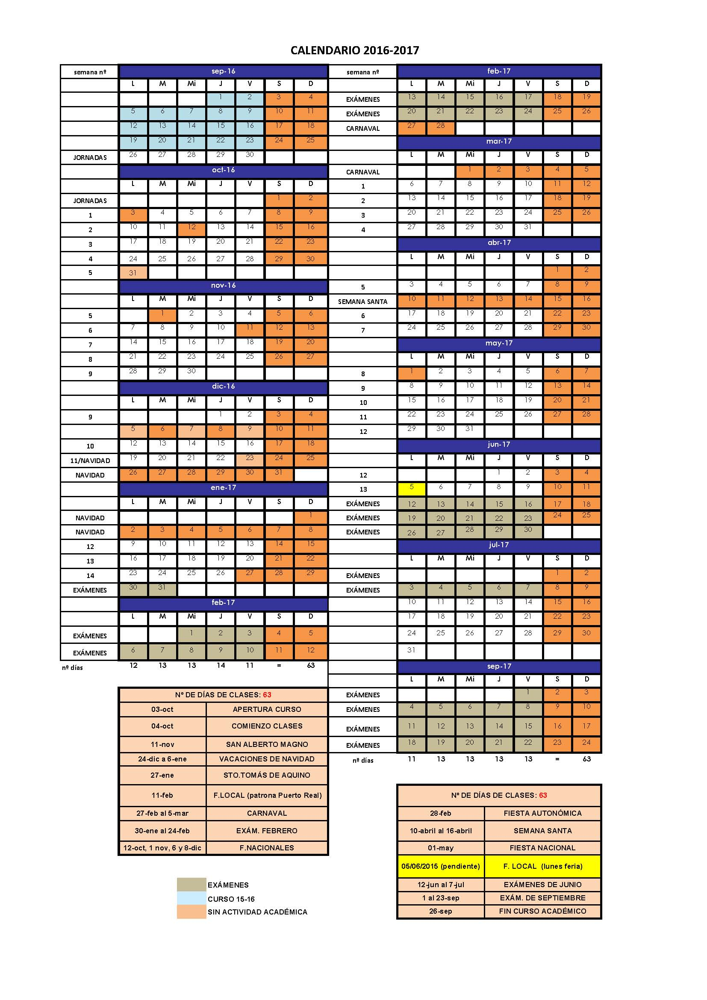 CALENDARIO 2016-2017
semana nº sep-16
L M Mi J V S D
1 2 3 4
5 6 7 8 9 10 11
12 13 14 15 16 17 18
19 20 21 22 23 24 25
JORNADAS 26 27 28 29 30
oct-16
L M Mi J V S D
JORNADAS 1 2
1 3 4 5 6 7 8 9
2 10 11 12 13 14 15 16
3 17 18 19 20 21 22 23
4 24 25 26 27 28 29 30
5 31
nov-16
L M Mi J V S D
5 1 2 3 4 5 6
6 7 8 9 10 11 12 13
7 14 15 16 17 18 19 20
8 21 22 23 24 25 26 27
9 28 29 30
dic-16
L M Mi J V S D
9 1 2 3 4
5 6 7 8 9 10 11
10 12 13 14 15 16 17 18
11/NAVIDAD 19 20 21 22 23 24 25
NAVIDAD 26 27 28 29 30 31
ene-17
L M Mi J V S D
NAVIDAD 1
NAVIDAD 2 3 4 5 6 7 8
12 9 10 11 12 13 14 15
13 16 17 18 19 20 21 22
14 23 24 25 26 27 28 29
EXÁMENES 30 31
feb-17
L M Mi J V S D
EXÁMENES 1 2 3 4 5
EXÁMENES 6 7 8 9 10 11 12
nº días 12 13 13 14 11 = 63
Nº DE DÍAS DE CLASES: 63
03-oct APERTURA CURSO
04-oct COMIENZO CLASES
11-nov SAN ALBERTO MAGNO
24-dic a 6-ene VACACIONES DE NAVIDAD
27-ene STO.TOMÁS DE AQUINO
11-feb F.LOCAL (patrona Puerto Real)
27-feb al 5-mar CARNAVAL
30-ene al 24-feb EXÁM. FEBRERO
12-oct, 1 nov, 6 y 8-dic F.NACIONALES
EXÁMENES
CURSO 15-16
SIN ACTIVIDAD ACADÉMICA
semana nº feb-17
L M Mi J V S D
EXÁMENES 13 14 15 16 17 18 19
EXÁMENES 20 21 22 23 24 25 26
CARNAVAL 27 28
mar-17
L M Mi J V S D
CARNAVAL 1 2 3 4 5
1 6 7 8 9 10 11 12
2 13 14 15 16 17 18 19
3 20 21 22 23 24 25 26
4 27 28 29 30 31
abr-17
L M Mi J V S D
1 2
5 3 4 5 6 7 8 9
SEMANA SANTA 10 11 12 13 14 15 16
6 17 18 19 20 21 22 23
7 24 25 26 27 28 29 30
may-17
L M Mi J V S D
8 1 2 3 4 5 6 7
9 8 9 10 11 12 13 14
10 15 16 17 18 19 20 21
11 22 23 24 25 26 27 28
12 29 30 31
jun-17
L M Mi J V S D
12 1 2 3 4
13 5 6 7 8 9 10 11
EXÁMENES 12 13 14 15 16 17 18
EXÁMENES 19 20 21 22 23 24 25
EXÁMENES 26 27 28 29 30
jul-17
L M Mi J V S D
EXÁMENES 1 2
EXÁMENES 3 4 5 6 7 8 9
10 11 12 13 14 15 16
17 18 19 20 21 22 23
24 25 26 27 28 29 30
31
sep-17
L M Mi J V S D
EXÁMENES 1 2 3
EXÁMENES 4 5 6 7 8 9 10
EXÁMENES 11 12 13 14 15 16 17
EXÁMENES 18 19 20 21 22 23 24
nº días 11 13 13 13 13 = 63
Nº DE DÍAS DE CLASES: 63
28-feb FIESTA AUTONÓMICA
10-abril al 16-abril SEMANA SANTA
01-may FIESTA NACIONAL
05/06/2015 (pendiente) F. LOCAL (lunes feria)
12-jun al 7-jul EXÁMENES DE JUNIO
1 al 23-sep EXÁM. DE SEPTIEMBRE
26-sep FIN CURSO ACADÉMICO